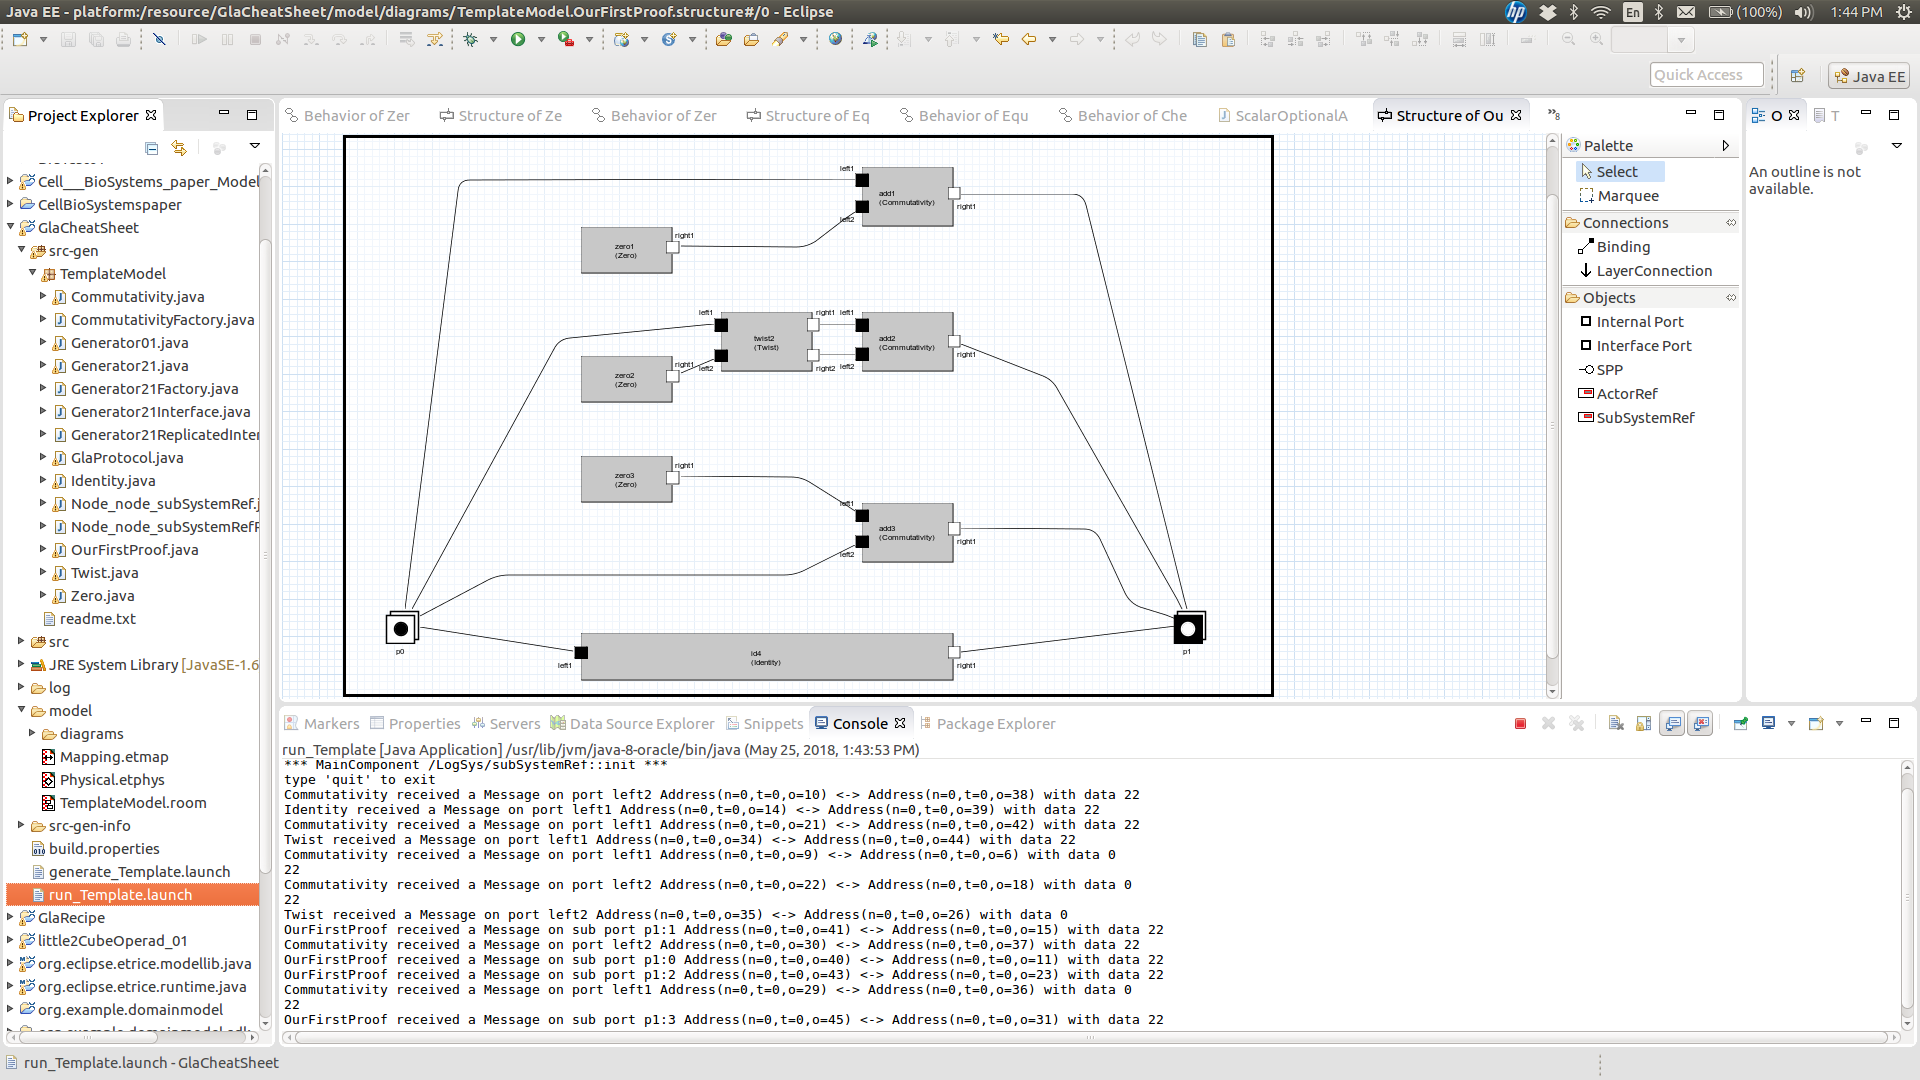 Java EE - platform:/resource/GlaCheatSheet/model/diagrams/TemplateModel.OurFirstProof.structure#/0 - Eclipse
En
(100%)
1:44 PM
Quick Access
Java EE
Project Explorer
Cell___BioSystems_paper_Model
CellBioSystemspaper
GlaCheatSheet
src-gen
TemplateModel
Commutativity.java
CommutativityFactory.java
Generator01.java
Generator21.java
Generator21Factory.java
Generator21Interface.java
Generator21ReplicatedInter
GlaProtocol.java
Identity.java
Node_node_subSystemRef.j
Node_node_subSystemRefF
OurFirstProof.java
Twist.java
Zero.java
readme.txt
src
JRE System Library [JavaSE-1.6
log
model
diagrams
Mapping.etmap
Physical.etphys
TemplateModel.room
src-gen-info
build.properties
generate_Template.launch
run_Template.launch
GlaRecipe
little2CubeOperad_01
org.eclipse.etrice.modellib.java
org.eclipse.etrice.runtime.java
org.example.domainmodel
Behavior of Zer
Structure of Ze
Behavior of Zer
Structure of Eq
Behavior of Equ
Behavior of Che
ScalarOptionalA
Structure of Ou
8
left1
left2
add1
(Commutativity)
right1
zero1
(Zero)
right1
left1
left2
twist2
(Twist)
right1
right2
left1
left2
add2
(Commutativity)
right1
zero2
(Zero)
right1
zero3
(Zero)
right1
left1
left2
add3
(Commutativity)
right1
p0
left1
id4
(Identity)
right1
p1
Palette
Select
Marquee
Connections
Binding
LayerConnection
Objects
Internal Port
Interface Port
SPP
ActorRef
SubSystemRef
O
T
An outline is not
available.
Markers
Properties
Servers
Data Source Explorer
Snippets
Console
Package Explorer
run_Template [Java Application] /usr/lib/jvm/java-8-oracle/bin/java (May 25, 2018, 1:43:53 PM)
*** MainComponent /LogSys/subSystemRef::init ***
type 'quit' to exit
Commutativity received a Message on port left2 Address(n=0,t=0,o=10) <-> Address(n=0,t=0,o=38) with data 22
Identity received a Message on port left1 Address(n=0,t=0,o=14) <-> Address(n=0,t=0,o=39) with data 22
Commutativity received a Message on port left1 Address(n=0,t=0,o=21) <-> Address(n=0,t=0,o=42) with data 22
Twist received a Message on port left1 Address(n=0,t=0,o=34) <-> Address(n=0,t=0,o=44) with data 22
Commutativity received a Message on port left1 Address(n=0,t=0,o=9) <-> Address(n=0,t=0,o=6) with data 0
22
Commutativity received a Message on port left2 Address(n=0,t=0,o=22) <-> Address(n=0,t=0,o=18) with data 0
22
Twist received a Message on port left2 Address(n=0,t=0,o=35) <-> Address(n=0,t=0,o=26) with data 0
OurFirstProof received a Message on sub port p1:1 Address(n=0,t=0,o=41) <-> Address(n=0,t=0,o=15) with data 22
Commutativity received a Message on port left2 Address(n=0,t=0,o=30) <-> Address(n=0,t=0,o=37) with data 22
OurFirstProof received a Message on sub port p1:0 Address(n=0,t=0,o=40) <-> Address(n=0,t=0,o=11) with data 22
OurFirstProof received a Message on sub port p1:2 Address(n=0,t=0,o=43) <-> Address(n=0,t=0,o=23) with data 22
Commutativity received a Message on port left1 Address(n=0,t=0,o=29) <-> Address(n=0,t=0,o=36) with data 0
22
OurFirstProof received a Message on sub port p1:3 Address(n=0,t=0,o=45) <-> Address(n=0,t=0,o=31) with data 22
run_Template.launch - GlaCheatSheet